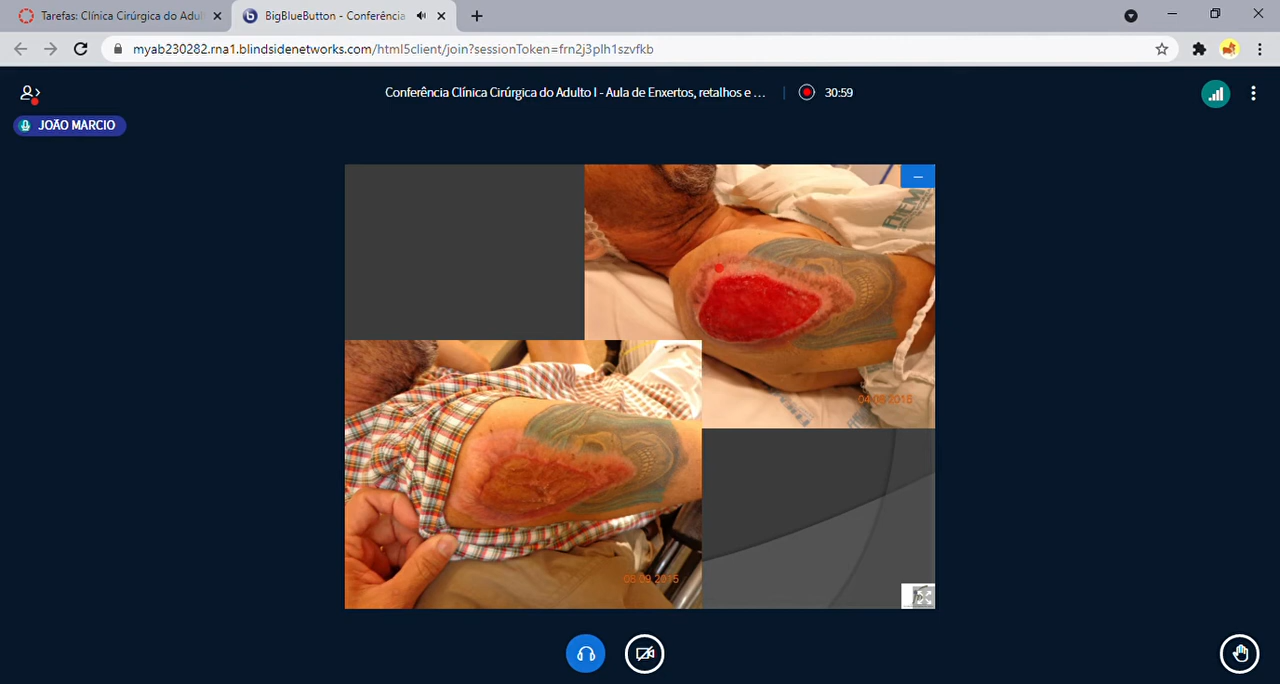 Tarefas: Clínica Cirúrgica do Adul
BigBlueButton - Conferência
myab230282.rna1.blindsidenetworks.com/html5client/join?sessionToken=frn2j3plh1szvfkb
Conferência Clínica Cirúrgica do Adulto I - Aula de Enxertos, retalhos e ...
30:59
JOÃO MARCIO
08.09.2015